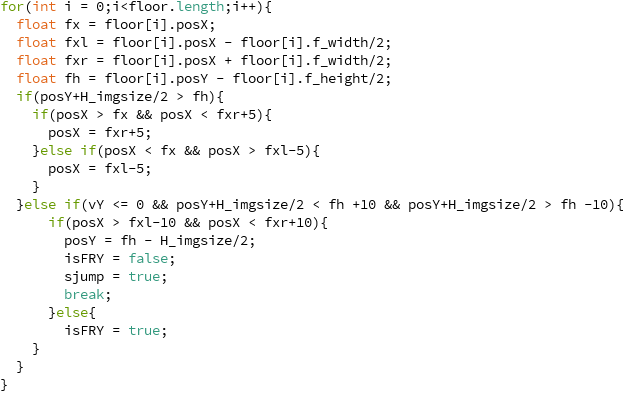 for(int i = 0;i<floor.length;i++){
  float fx = floor[i].posX;
  float fxl = floor[i].posX - floor[i].f_width/2;
  float fxr = floor[i].posX + floor[i].f_width/2;
  float fh = floor[i].posY - floor[i].f_height/2;
  if(posY+H_imgsize/2 > fh){
    if(posX > fx && posX < fxr+5){
      posX = fxr+5;
    }else if(posX < fx && posX > fxl-5){
      posX = fxl-5;
    }
  }else if(vY <= 0 && posY+H_imgsize/2 < fh +10 && posY+H_imgsize/2 > fh -10){
      if(posX > fxl-10 && posX < fxr+10){
        posY = fh - H_imgsize/2;
        isFRY = false;
        sjump = true;
        break;
      }else{
        isFRY = true;
    }
  }
}